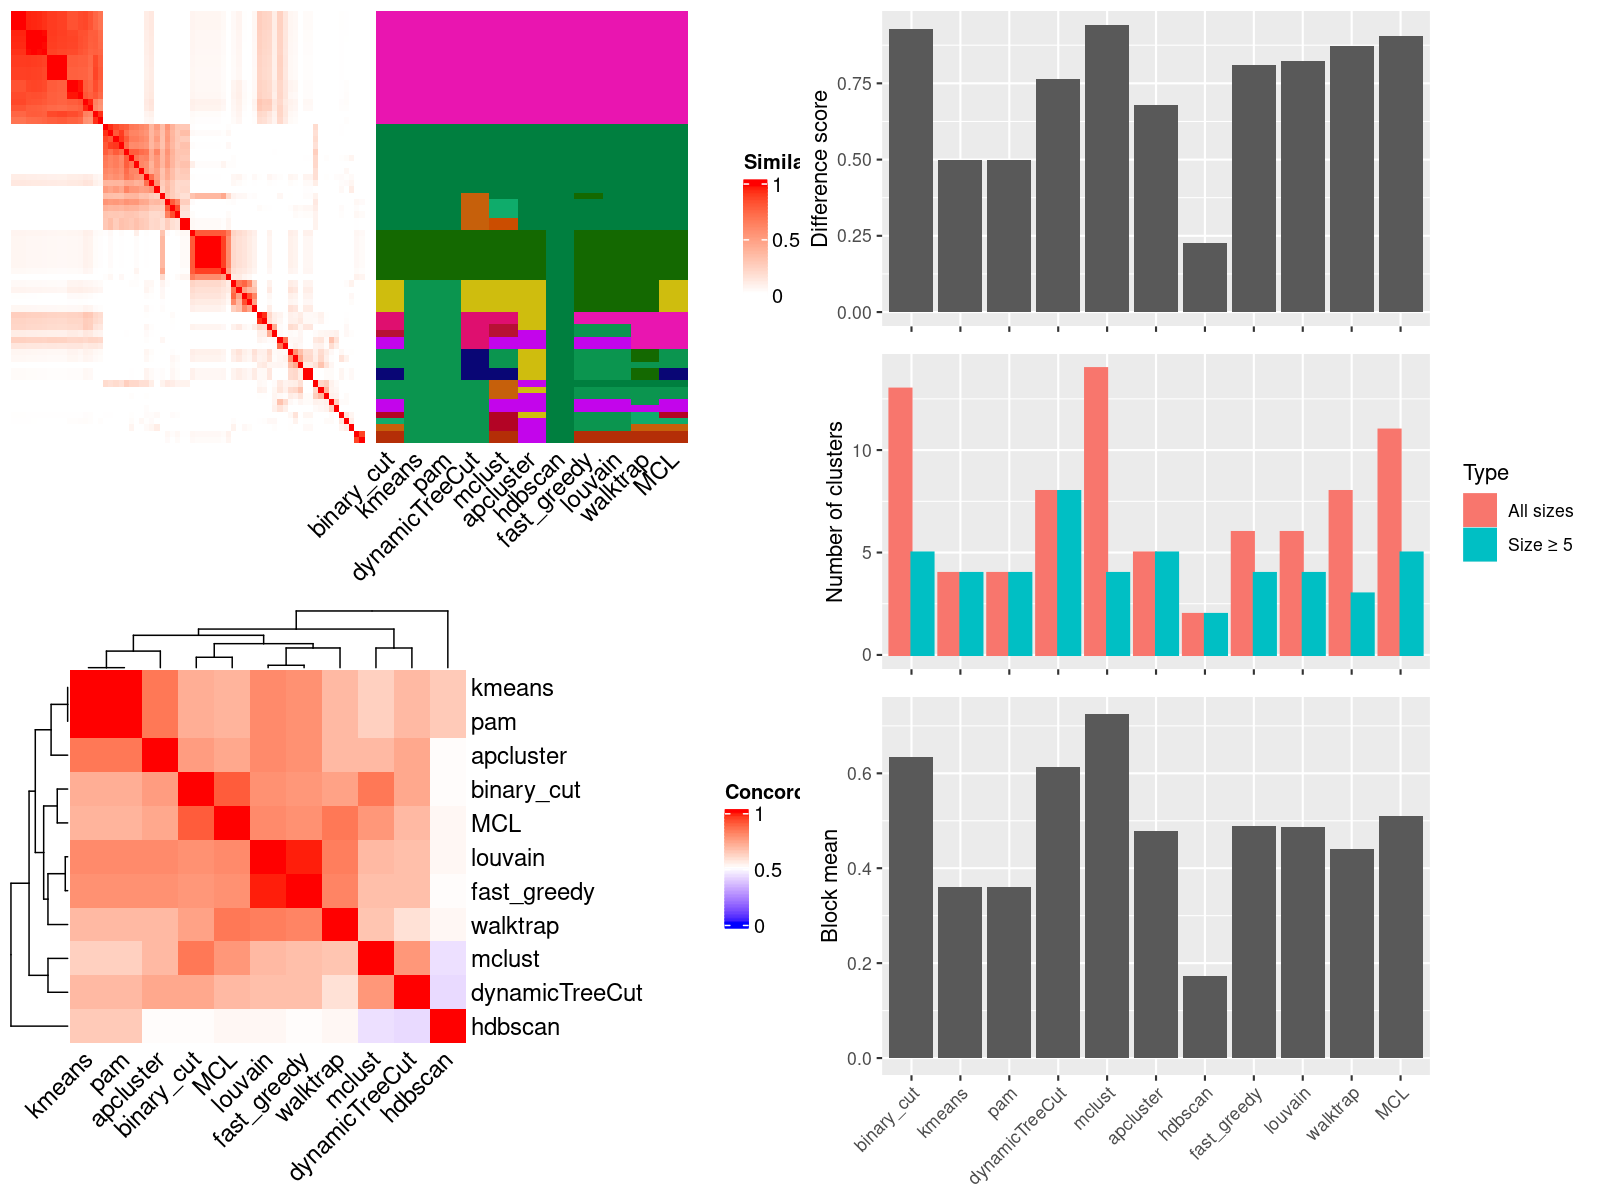 Simila
1
0.5
0
binary_cut
kmeans
pam
dynamicTreeCut
mclust
apcluster
hdbscan
fast_greedy
louvain
walktrap
MCL
kmeans
pam
apcluster
binary_cut
MCL
louvain
fast_greedy
walktrap
mclust
dynamicTreeCut
hdbscan
kmeans
pam
apcluster
binary_cut
MCL
louvain
fast_greedy
walktrap
mclust
dynamicTreeCut
hdbscan
Concord
1
0.5
0
Difference score
0.75
0.50
0.25
0.00
Number of clusters
10
5
0
Type
All sizes
Size ≥ 5
Block mean
0.6
0.4
0.2
0.0
binary_cut
kmeans
pam
dynamicTreeCut
mclust
apcluster
hdbscan
fast_greedy
louvain
walktrap
MCL